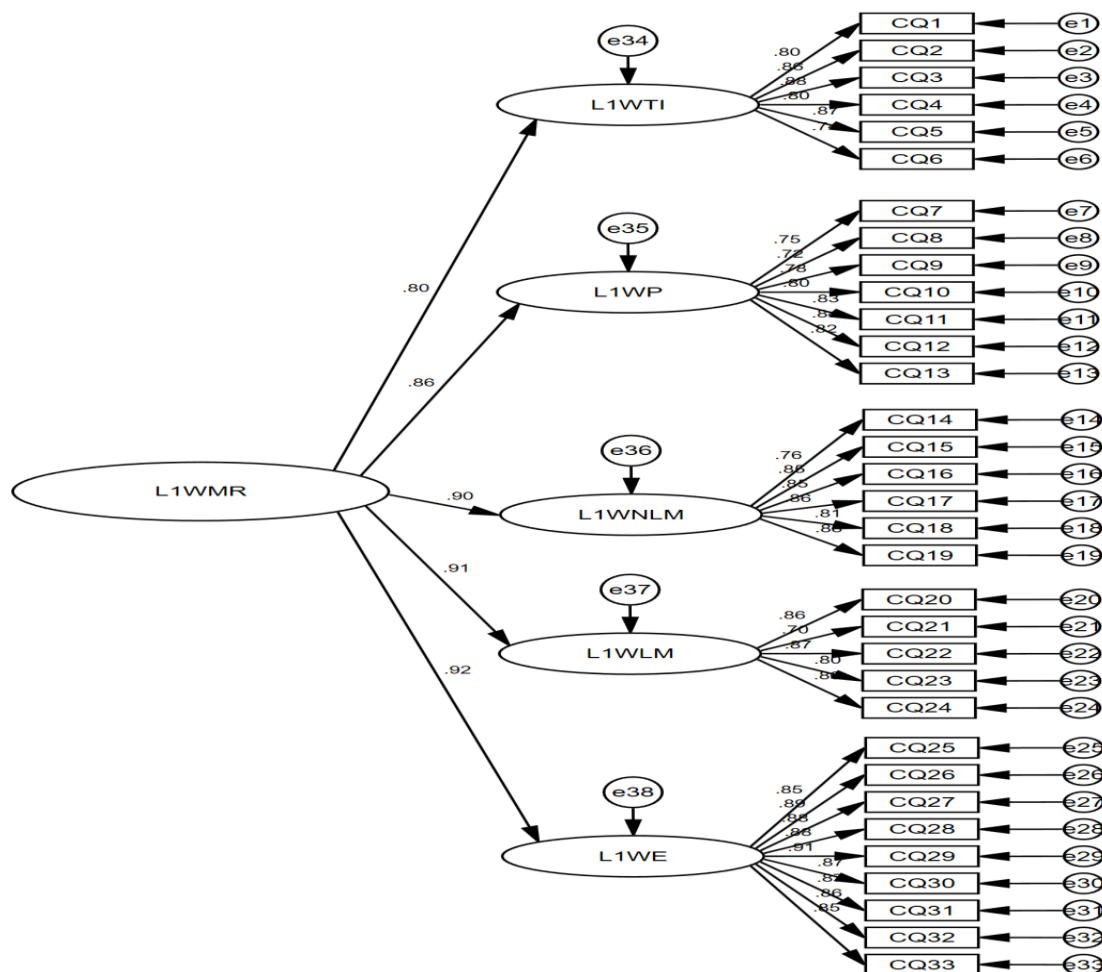 e34
L1WTI
.80
.86
.88
.80
.87
CQ1 e1
CQ2 e2
CQ3 e3
CQ4 e4
CQ5 e5
CQ6 e6
e35
L1WP
.75
.72
.78
.80
.83
.82
CQ7 e7
CQ8 e8
CQ9 e9
CQ10 e10
CQ11 e11
CQ12 e12
CQ13 e13
.80
.86
L1WMR
.90
.91
.92
e36
L1WNLM
.76
.85
.86
.81
CQ14 e14
CQ15 e15
CQ16 e16
CQ17 e17
CQ18 e18
CQ19 e19
e37
L1WLM
.86
.70
.87
.80
CQ20 e20
CQ21 e21
CQ22 e22
CQ23 e23
CQ24 e24
e38
L1WE
.85
.89
.88
.88
.91
.87
.86
.85
CQ25 e25
CQ26 e26
CQ27 e27
CQ28 e28
CQ29 e29
CQ30 e30
CQ31 e31
CQ32 e32
CQ33 e33